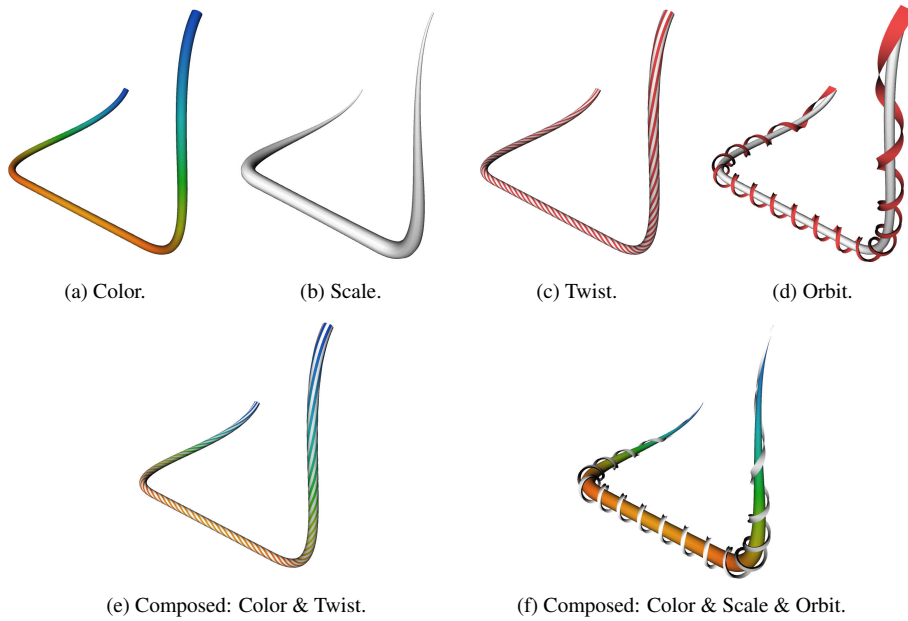 (a) Color.
(b) Scale.
(c) Twist.
(d) Orbit.
(e) Composed: Color & Twist.
(f) Composed: Color & Scale & Orbit.